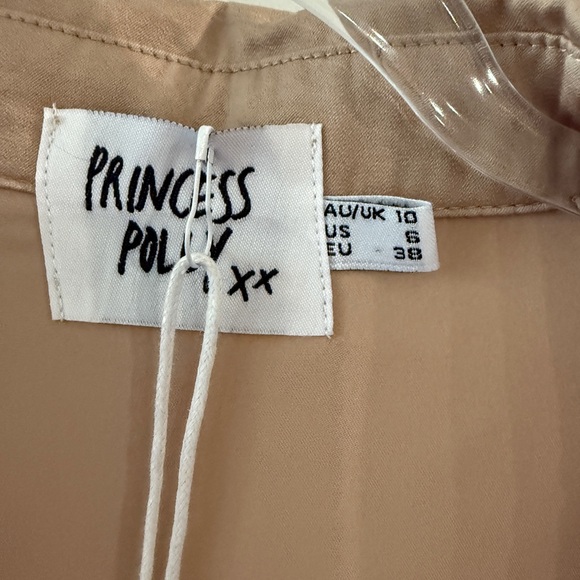 PRINCESS
POLLY
xx
AU/UK 10
US 6
EU 38